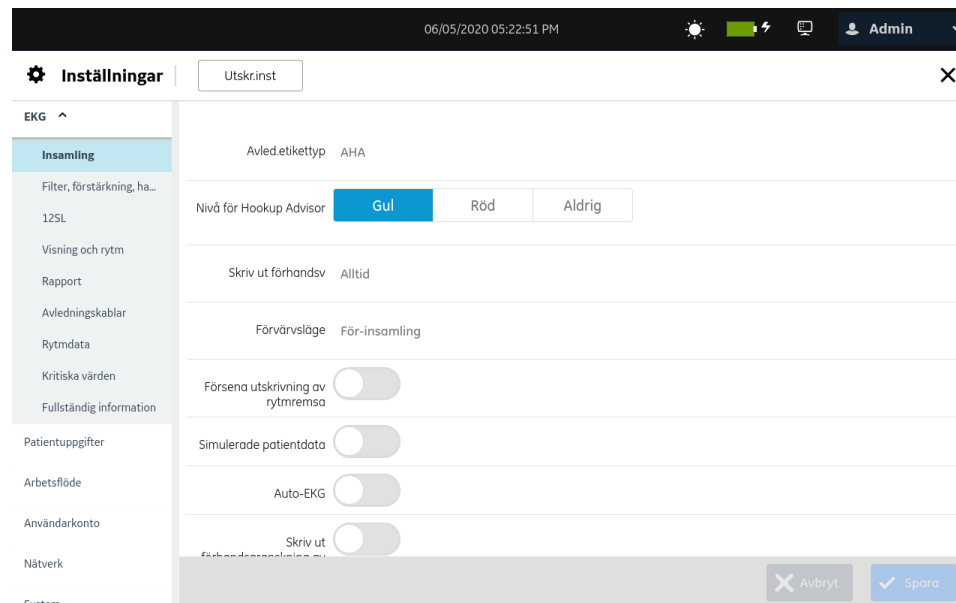 06/05/2020 05:22:51 PM
Admin
Inställningar
Utskr.inst
EKG
Insamling
Filter, förstärkning, ha...
12SL
Visning och rytm
Rapport
Avledningskablar
Rytmdata
Kritiska värden
Fullständig information
Patientuppgifter
Arbetsflöde
Användarkonto
Nätverk
System
Avled.etikettyp
AHA
Nivå för Hookup Advisor
Gul
Röd
Aldrig
Skriv ut förhandsv
Alltid
Förvärvsläge
För-insamling
Försena utskrivning av
rytmremsa
Simulerade patientdata
Auto-EKG
Skriv ut
förhandsgranskning av
Avbryt
Spara